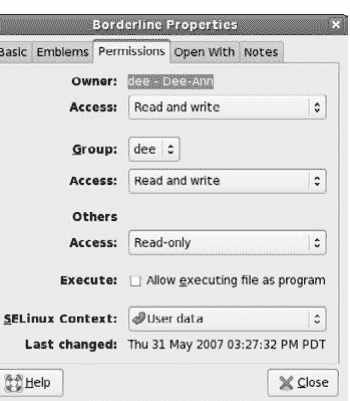 Borderline Properties
Basic Emblems Permissions Open With Notes
Owner: dee - Dee-Ann
Access: Read and write
Group: dee
Access: Read and write
Others
Access: Read-only
Execute: Allow executing file as program
SELinux Context: User data
Last changed: Thu 31 May 2007 03:27:32 PM PDT
Help Close